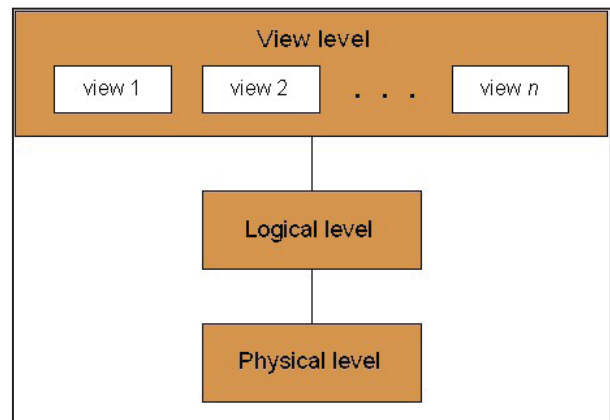 View level
view 1 view 2 . . . view n
Logical level
Physical level